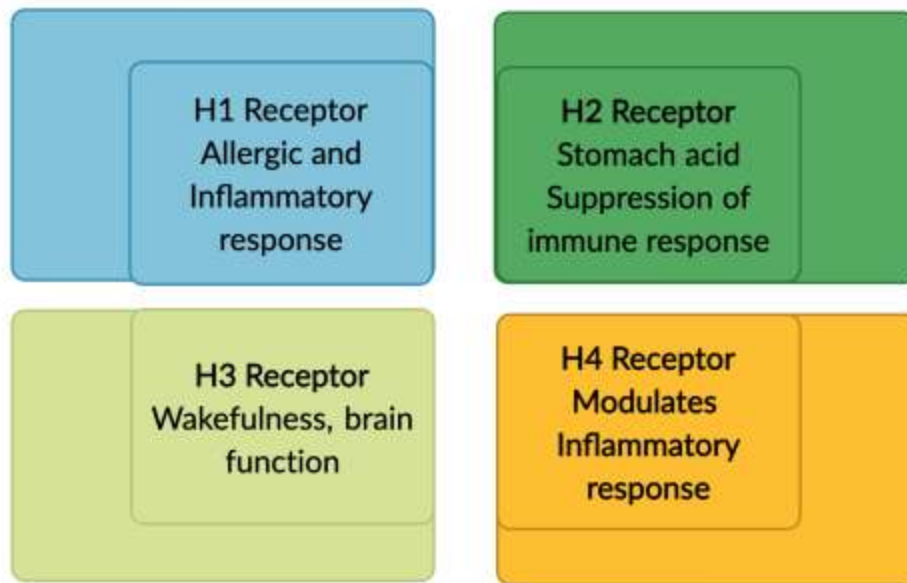 H1 Receptor
Allergic and
Inflammatory
response
H2 Receptor
Stomach acid
Suppression of
immune response
H3 Receptor
Wakefulness, brain
function
H4 Receptor
Modulates
Inflammatory
response